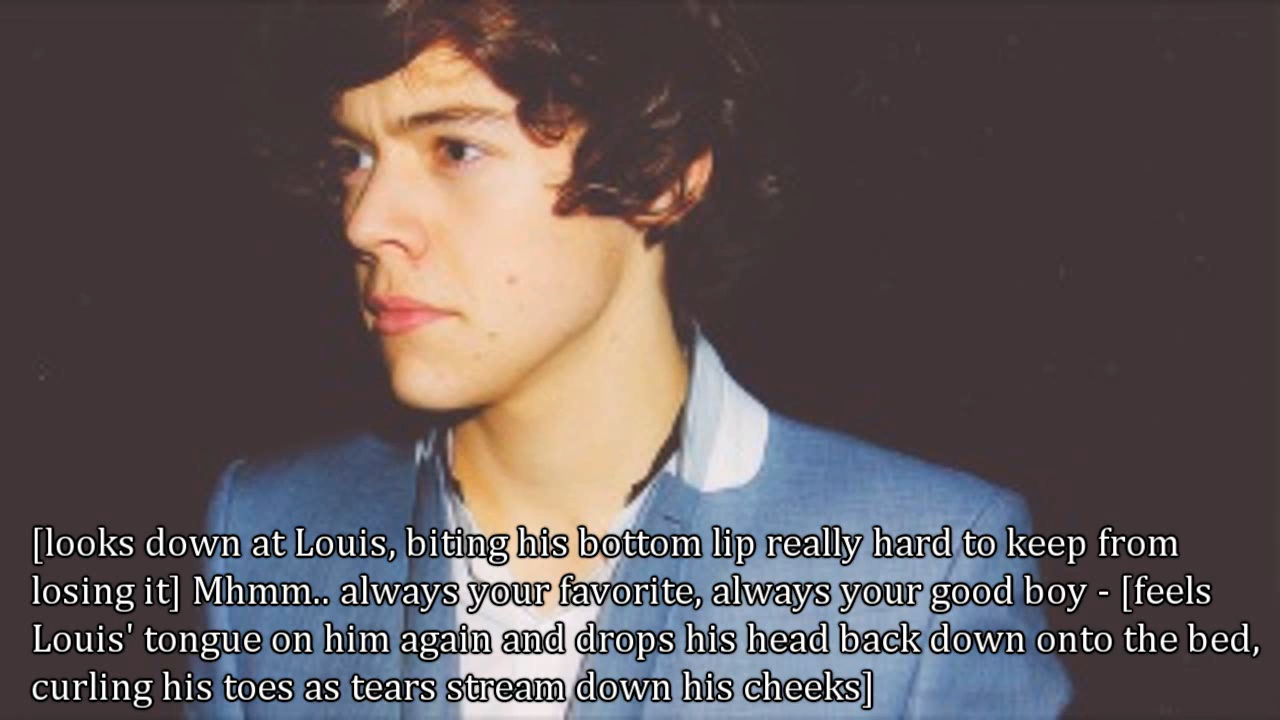 [looks down at Louis, biting his bottom lip really hard to keep from
losing it] Mhmm.. always your favorite, always your good boy - [feels
Louis' tongue on him again and drops his head back down onto the bed,
curling his toes as tears stream down his cheeks]